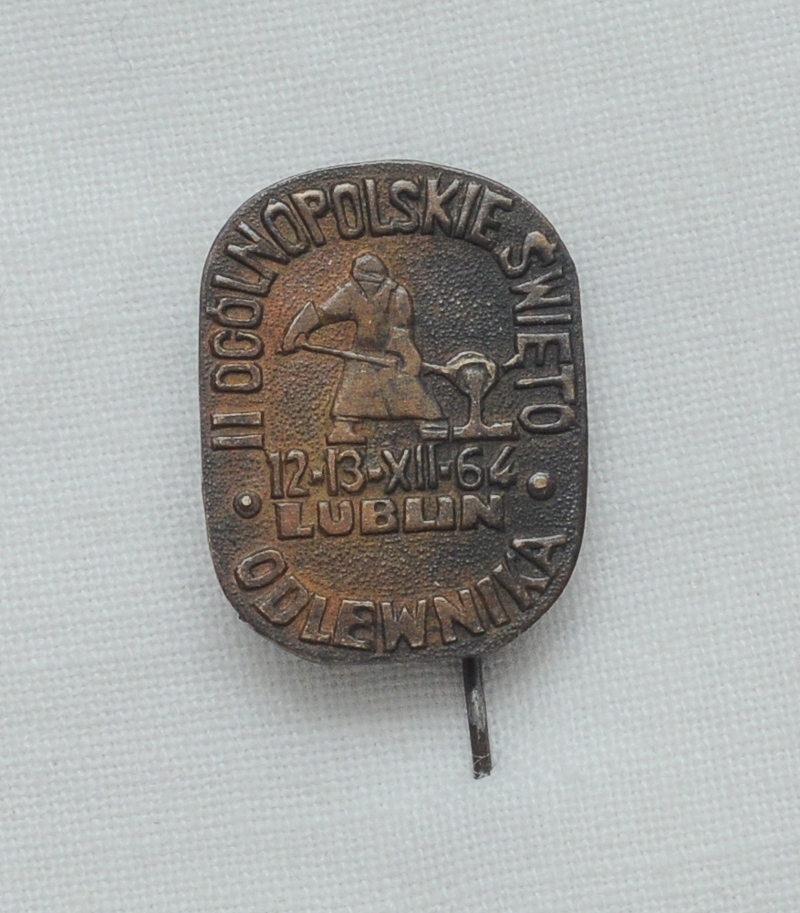 II OGÓLNOPOLSKIE ŚWIĘTO
12-13-XII-64
LUBLIN
ODLEWNIKA